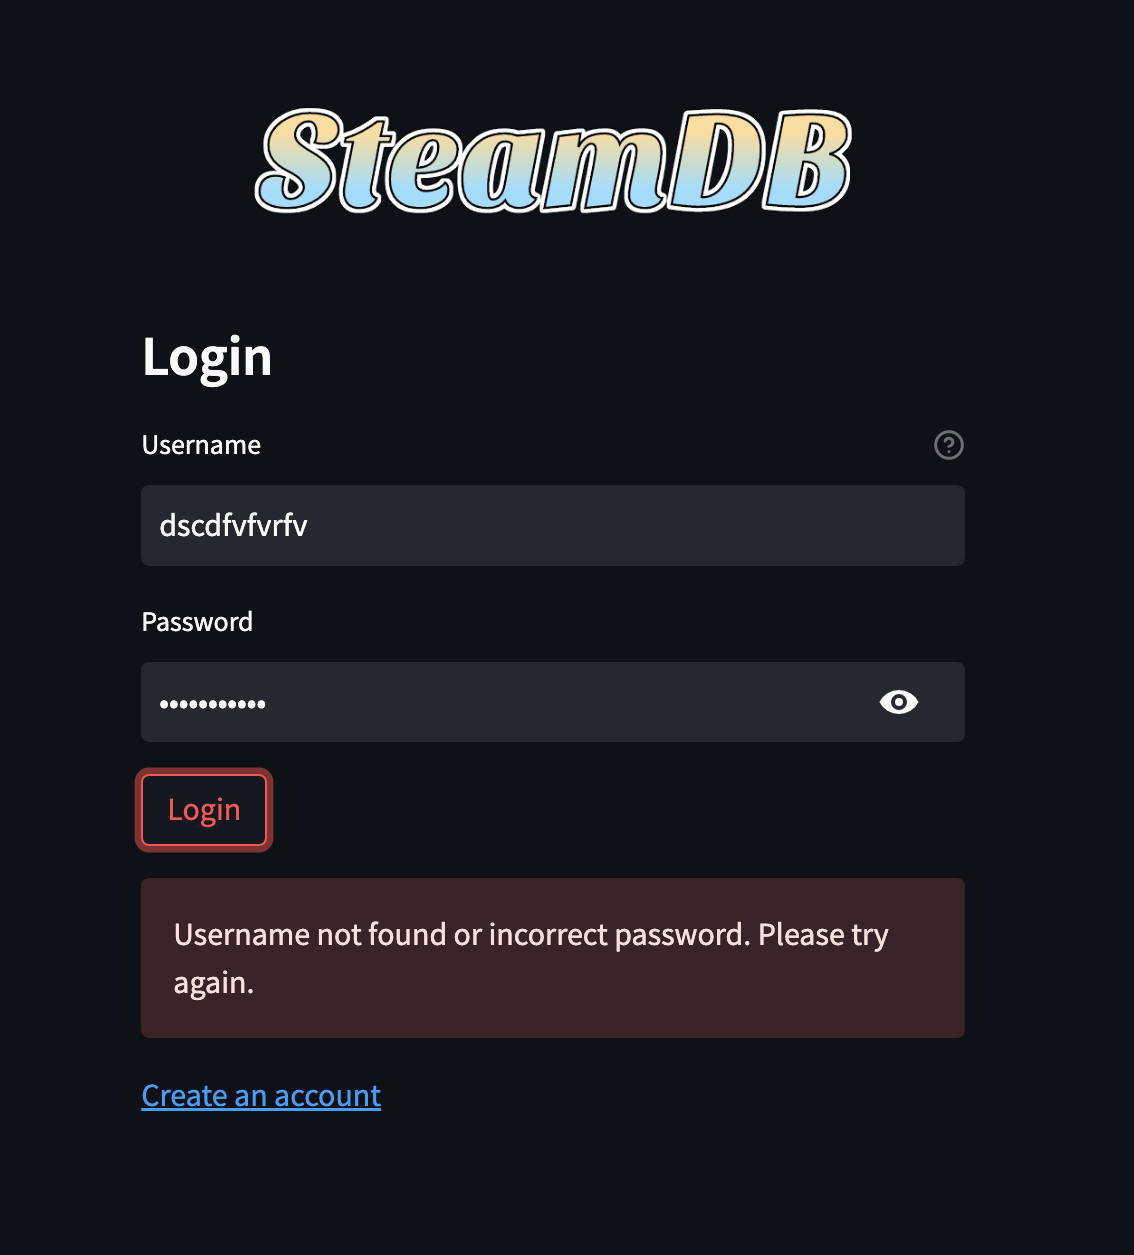 SteamDB
Login
Username
dscdfvfvrfv
Password
•••••••••••
Login
Username not found or incorrect password. Please try
again.
Create an account